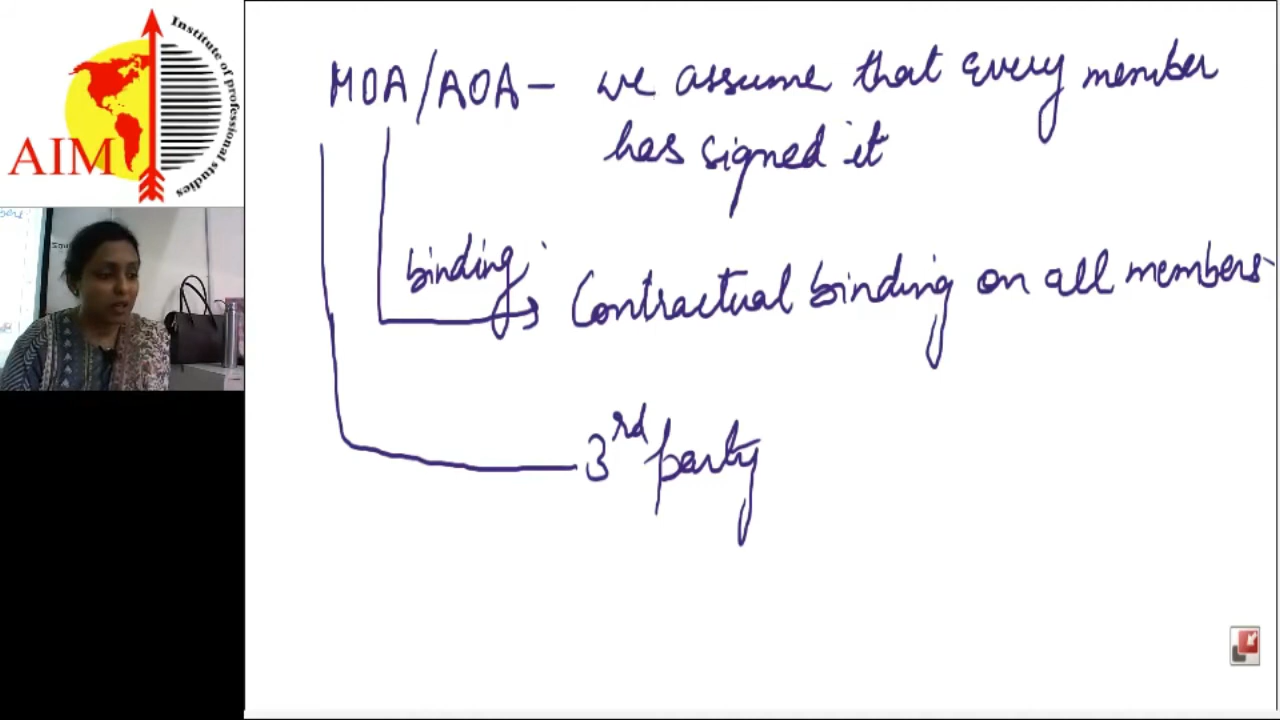 AIM
Institute of professional studies
MOA/AOA - we assume that every member
has signed it
binding
Contractual binding on all members
3rd party